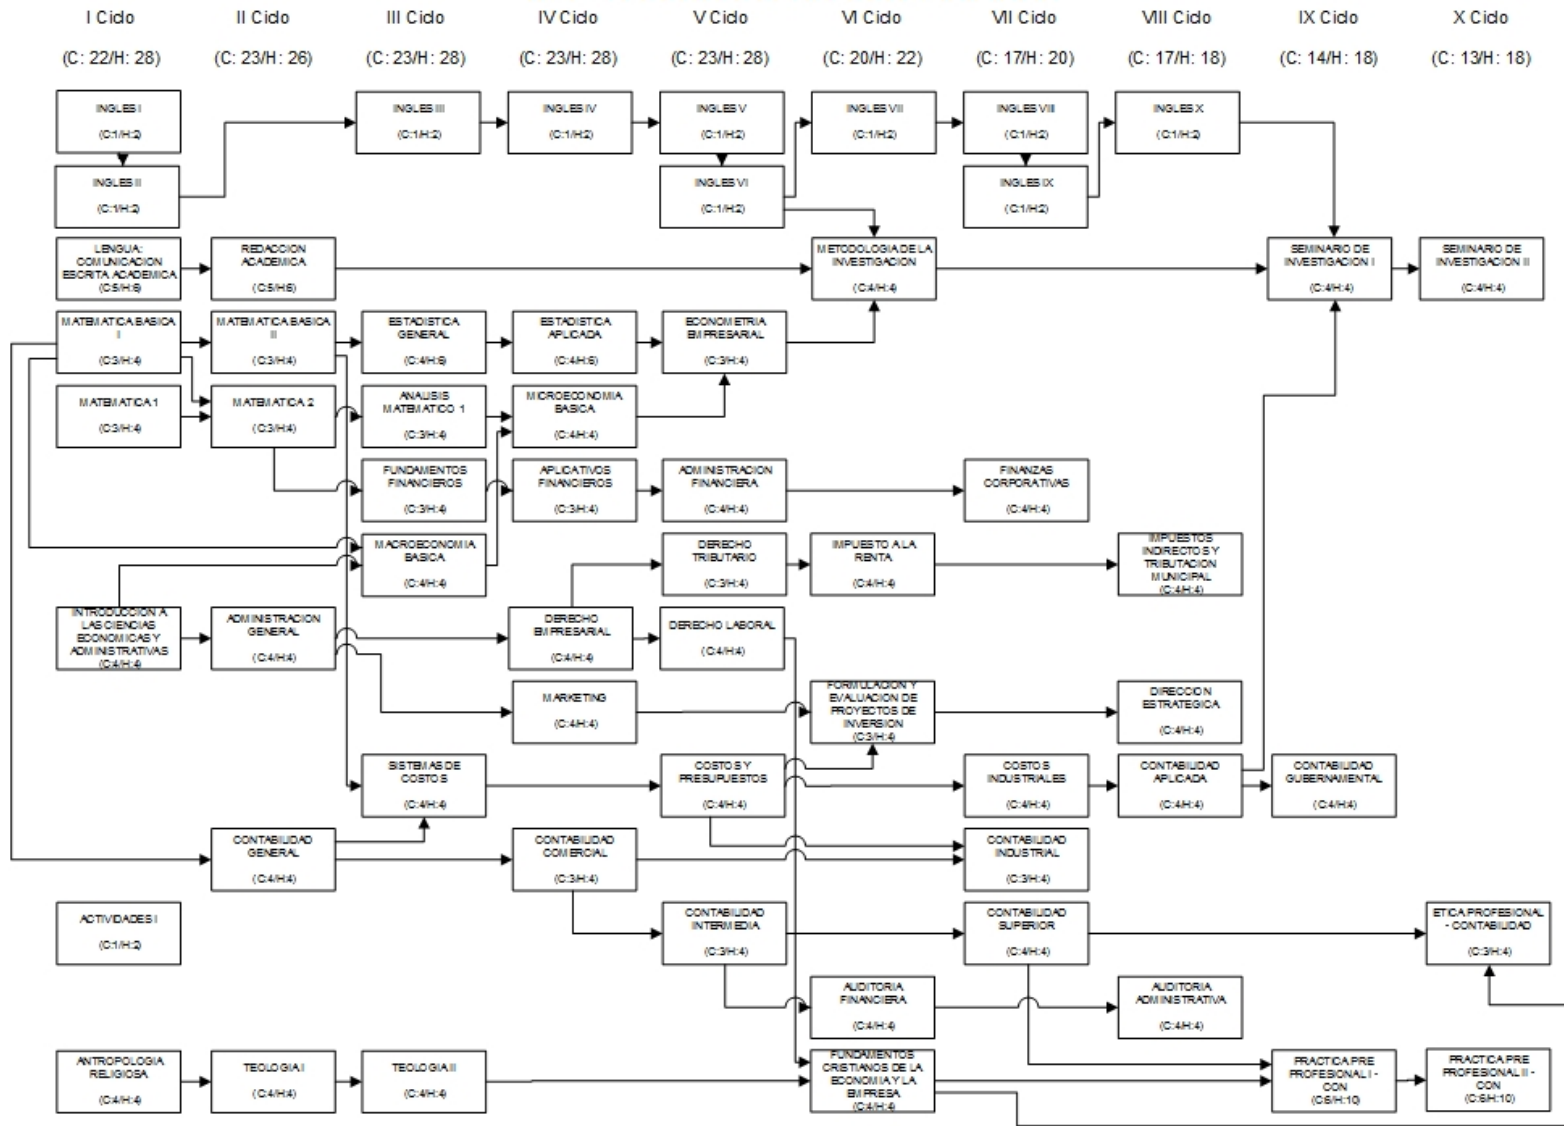 I Ciclo
II Ciclo
III Ciclo
IV Ciclo
V Ciclo
VI Ciclo
VII Ciclo
VIII Ciclo
IX Ciclo
X Ciclo
(C: 22/H: 28)
(C: 23/H: 26)
(C: 23/H: 28)
(C: 23/H: 28)
(C: 23/H: 28)
(C: 20/H: 22)
(C: 17/H: 20)
(C: 17/H: 18)
(C: 14/H: 18)
(C: 13/H: 18)
INGLES I
(C:1/H:2)
INGLES III
(C:1/H:2)
INGLES IV
(C:1/H:2)
INGLES V
(C:1/H:2)
INGLES VII
(C:1/H:2)
INGLES VIII
(C:1/H:2)
INGLES X
(C:1/H:2)
INGLES II
(C:1/H:2)
INGLES VI
(C:1/H:2)
INGLES IX
(C:1/H:2)
LENGUA:
COMUNICACION
ESCRITA ACADEMICA
(C:5/H:6)
REDACCION
ACADEMICA
(C:5/H:6)
METODOLOGIA DE LA
INVESTIGACION
(C:4/H:4)
SEMINARIO DE
INVESTIGACION I
(C:4/H:4)
SEMINARIO DE
INVESTIGACION II
(C:4/H:4)
MATEMATICA BASICA
I
(C:3/H:4)
MATEMATICA BASICA
II
(C:3/H:4)
ESTADISTICA
GENERAL
(C:4/H:6)
ESTADISTICA
APLICADA
(C:4/H:6)
ECONOMETRIA
EMPRESARIAL
(C:3/H:4)
MATEMATICA 1
(C:3/H:4)
MATEMATICA 2
(C:3/H:4)
ANALISIS
MATEMATICO 1
(C:3/H:4)
MICROECONOMIA
BASICA
(C:4/H:4)
FUNDAMENTOS
FINANCIEROS
(C:3/H:4)
APLICATIVOS
FINANCIEROS
(C:3/H:4)
ADMINISTRACION
FINANCIERA
(C:4/H:4)
FINANZAS
CORPORATIVAS
(C:4/H:4)
MACROECONOMIA
BASICA
(C:4/H:4)
DERECHO
TRIBUTARIO
(C:3/H:4)
IMPUESTO A LA
RENTA
(C:4/H:4)
IMPUESTOS
INDIRECTOS Y
TRIBUTACION
MUNICIPAL
(C:4/H:4)
INTRODUCCION A
LAS CIENCIAS
ECONOMICAS Y
ADMINISTRATIVAS
(C:4/H:4)
ADMINISTRACION
GENERAL
(C:4/H:4)
DERECHO
EMPRESARIAL
(C:4/H:4)
DERECHO LABORAL
(C:4/H:4)
MARKETING
(C:4/H:4)
FORMULACION Y
EVALUACION DE
PROYECTOS DE
INVERSION
(C:3/H:4)
DIRECCION
ESTRATEGICA
(C:4/H:4)
SISTEMAS DE
COSTOS
(C:4/H:4)
COSTOS Y
PRESUPUESTOS
(C:4/H:4)
COSTOS
INDUSTRIALES
(C:4/H:4)
CONTABILIDAD
APLICADA
(C:4/H:4)
CONTABILIDAD
GUBERNAMENTAL
(C:4/H:4)
CONTABILIDAD
GENERAL
(C:4/H:4)
CONTABILIDAD
COMERCIAL
(C:3/H:4)
CONTABILIDAD
INDUSTRIAL
(C:3/H:4)
ACTIVIDADES I
(C:1/H:2)
CONTABILIDAD
INTERMEDIA
(C:3/H:4)
CONTABILIDAD
SUPERIOR
(C:4/H:4)
ETICA PROFESIONAL
- CONTABILIDAD
(C:3/H:4)
AUDITORIA
FINANCIERA
(C:4/H:4)
AUDITORIA
ADMINISTRATIVA
(C:4/H:4)
ANTROPOLOGIA
RELIGIOSA
(C:4/H:4)
TEOLOGIA I
(C:4/H:4)
TEOLOGIA II
(C:4/H:4)
FUNDAMENTOS
CRISTIANOS DE LA
ECONOMIA Y LA
EMPRESA
(C:4/H:4)
PRACTICA PRE
PROFESIONAL I -
CON
(C:6/H:10)
PRACTICA PRE
PROFESIONAL II -
CON
(C:6/H:10)